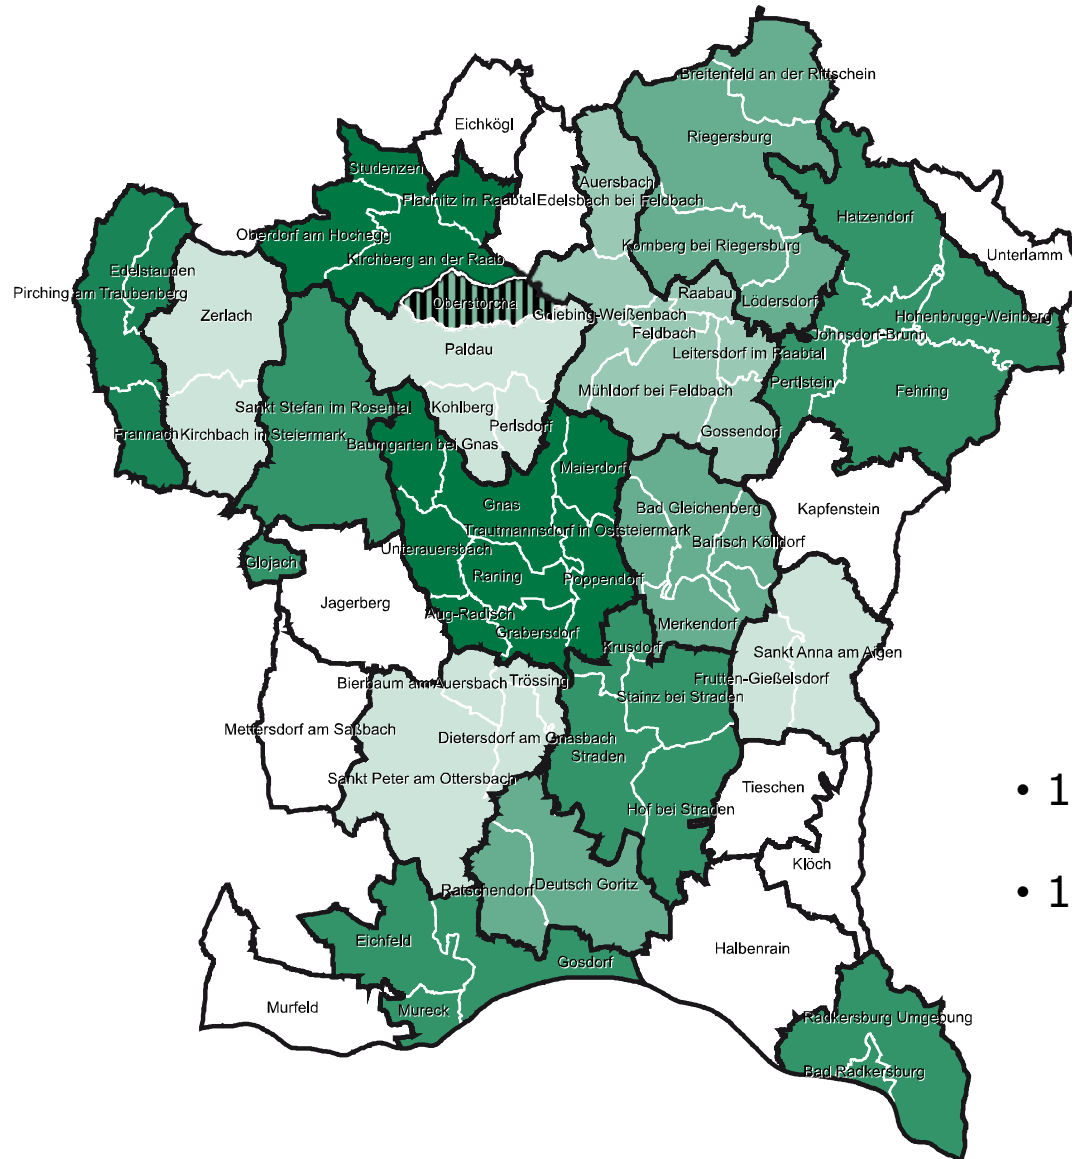 Breitenfeld an der Rittschein
Eichkögl
Riegersburg
Studenzen
Auersbach
Fladnitz im Raabtal
Edelsbach bei Feldbach
Hatzendorf
Oberdorf am Hochegg
Kornberg bei Riegersburg
Unterlamm
Kirchberg an der Raab
Edelstauden
Pirching am Traubenberg
Raabau
Lödersdorf
Oberstorcha
Zerlach
Gniebing-Weißenbach
Hohenbrugg-Weinberg
Feldbach
Johnsdorf-Brunn
Paldau
Leitersdorf im Raabtal
Mühldorf bei Feldbach
Pertlstein
Fehring
Sankt Stefan im Rosental
Kohlberg
Perlsdorf
Gossendorf
Frannach
Kirchbach in Steiermark
Baumgarten bei Gnas
Maierdorf
Gnas
Bad Gleichenberg
Kapfenstein
Trautmannsdorf in Oststeiermark
Bairisch Kölldorf
Unterauersbach
Glojach
Raning
Poppendorf
Jagerberg
Aug-Radisch
Grabersdorf
Merkendorf
Krusdorf
Sankt Anna am Aigen
Bierbaum am Auersbach
Trössing
Frutten-Gießelsdorf
Stainz bei Straden
Mettersdorf am Saßbach
Dietersdorf am Gnasbach
Straden
Sankt Peter am Ottersbach
Tieschen
• 1
Hof bei Straden
Klöch
Ratschendorf
Deutsch Goritz
• 1
Eichfeld
Halbenrain
Gosdorf
Murfeld
Mureck
Radkersburg Umgebung
Bad Radkersburg